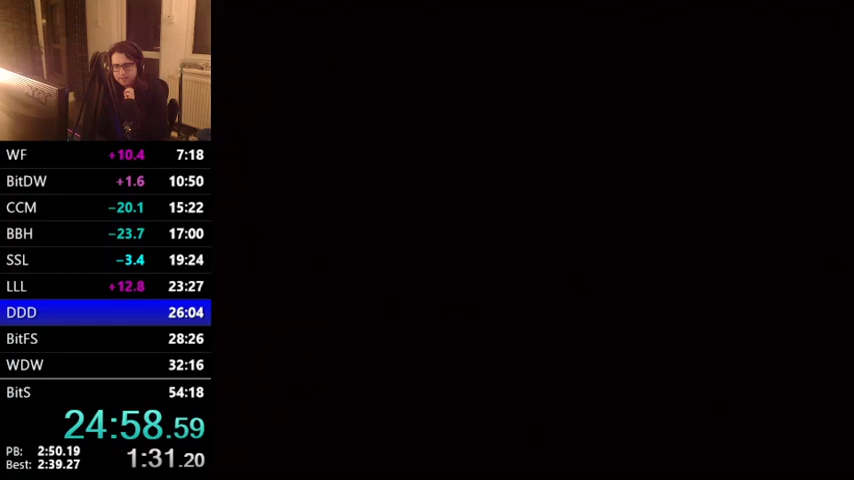 WF +10.4 7:18
BitDW +1.6 10:50
CCM −20.1 15:22
BBH −23.7 17:00
SSL −3.4 19:24
LLL +12.8 23:27
DDD 26:04
BitFS 28:26
WDW 32:16
BitS 54:18
24:58.59
PB: 2:50.19
Best: 2:39.27
1:31.20